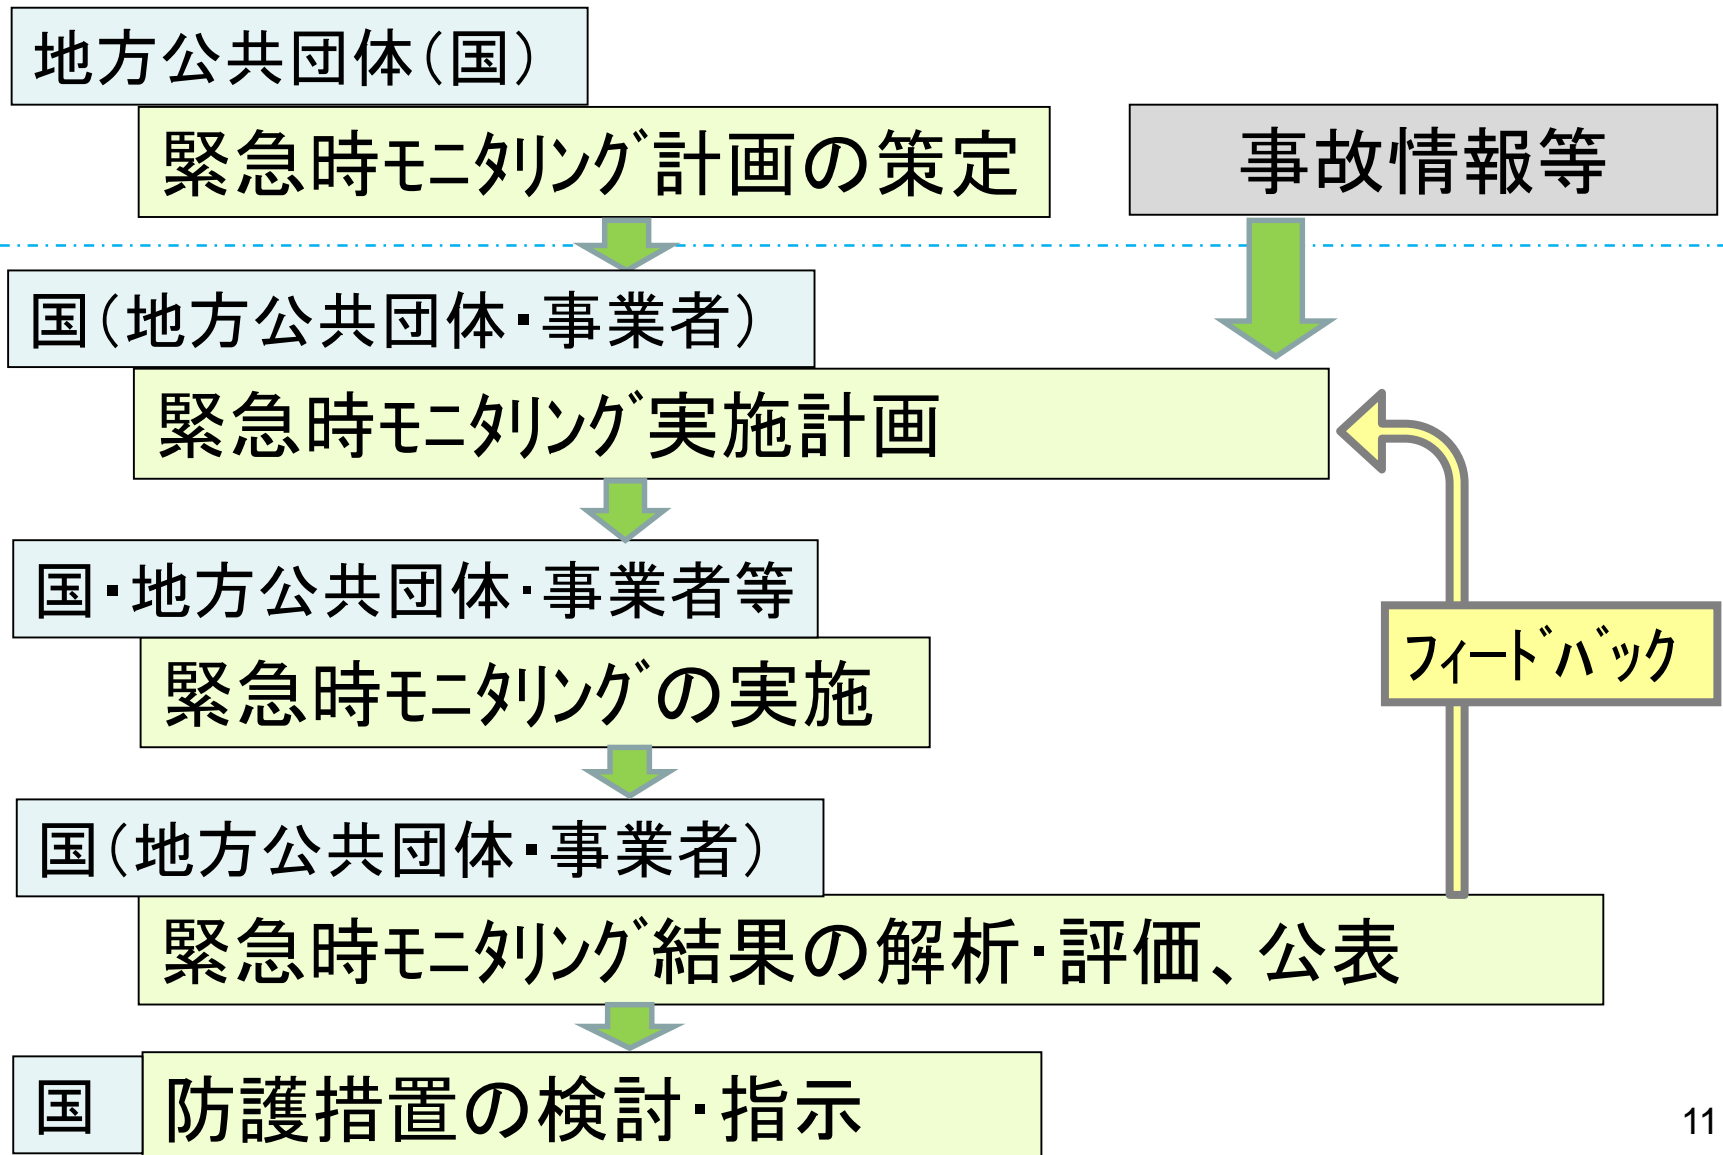 地方公共団体（国）
緊急時ﾓﾆﾀﾘﾝｸﾞ計画の策定
事故情報等
国（地方公共団体・事業者）
緊急時ﾓﾆﾀﾘﾝｸﾞ実施計画
国・地方公共団体・事業者等
緊急時ﾓﾆﾀﾘﾝｸﾞの実施
ﾌｨｰﾄﾞﾊﾞｯｸ
国（地方公共団体・事業者）
緊急時ﾓﾆﾀﾘﾝｸﾞ結果の解析・評価、公表
国
防護措置の検討・指示
11